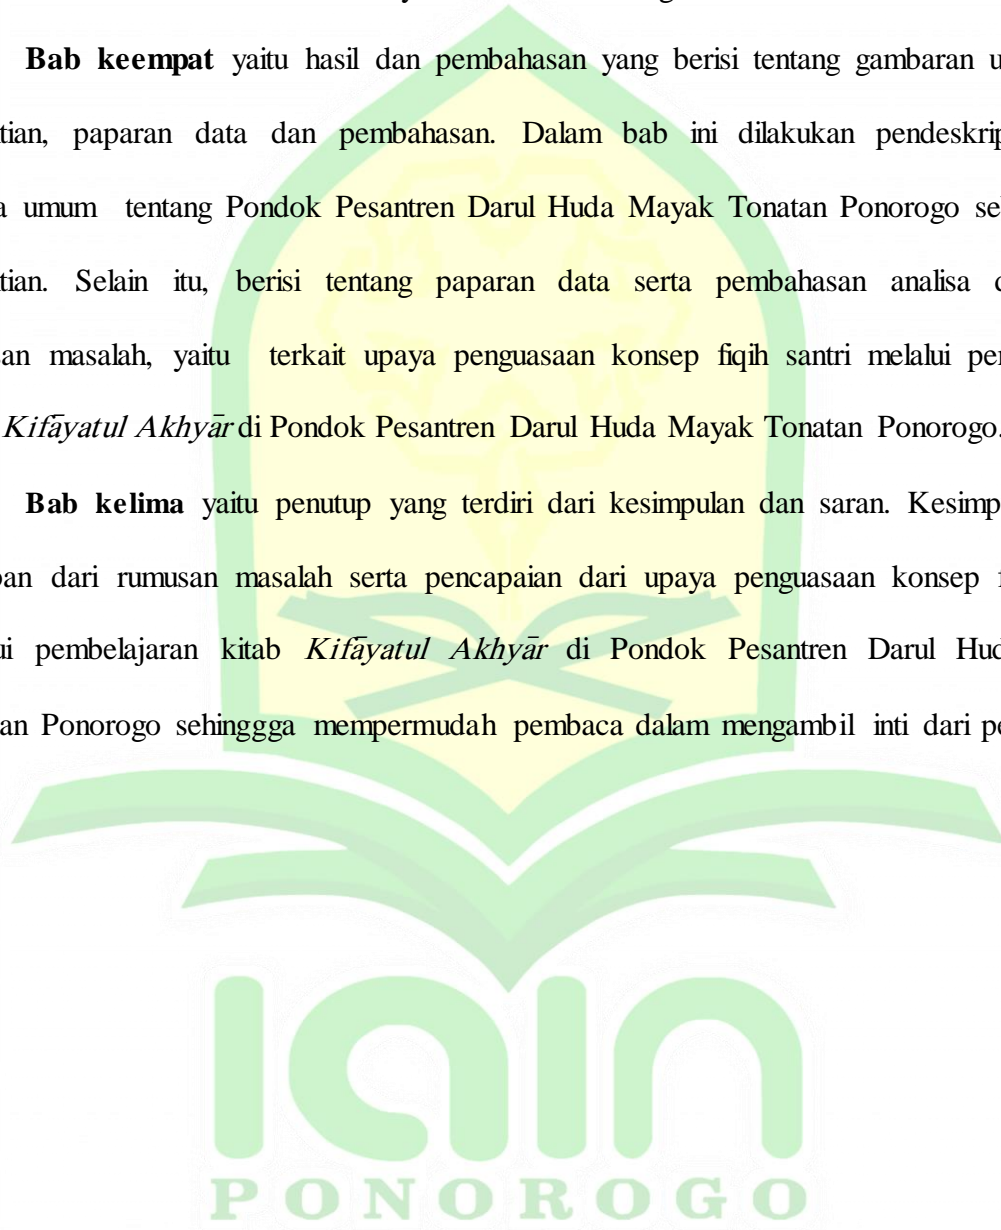 Bab keempat yaitu hasil dan pembahasan yang berisi tentang gambaran u
tian, paparan data dan pembahasan. Dalam bab ini dilakukan pendeskrip
a umum tentang Pondok Pesantren Darul Huda Mayak Tonatan Ponorogo se
tian. Selain itu, berisi tentang paparan data serta pembahasan analisa
an masalah, yaitu terkait upaya penguasaan konsep fiqih santri melalui per
Kifāyatul Akhyār di Pondok Pesantren Darul Huda Mayak Tonatan Ponorogo.
Bab kelima yaitu penutup yang terdiri dari kesimpulan dan saran. Kesimp
an dari rumusan masalah serta pencapaian dari upaya penguasaan konsep f
ui pembelajaran kitab Kifāyatul Akhyār di Pondok Pesantren Darul Hud
an Ponorogo sehinggga mempermudah pembaca dalam mengambil inti dari pe
iain
PONOROGO